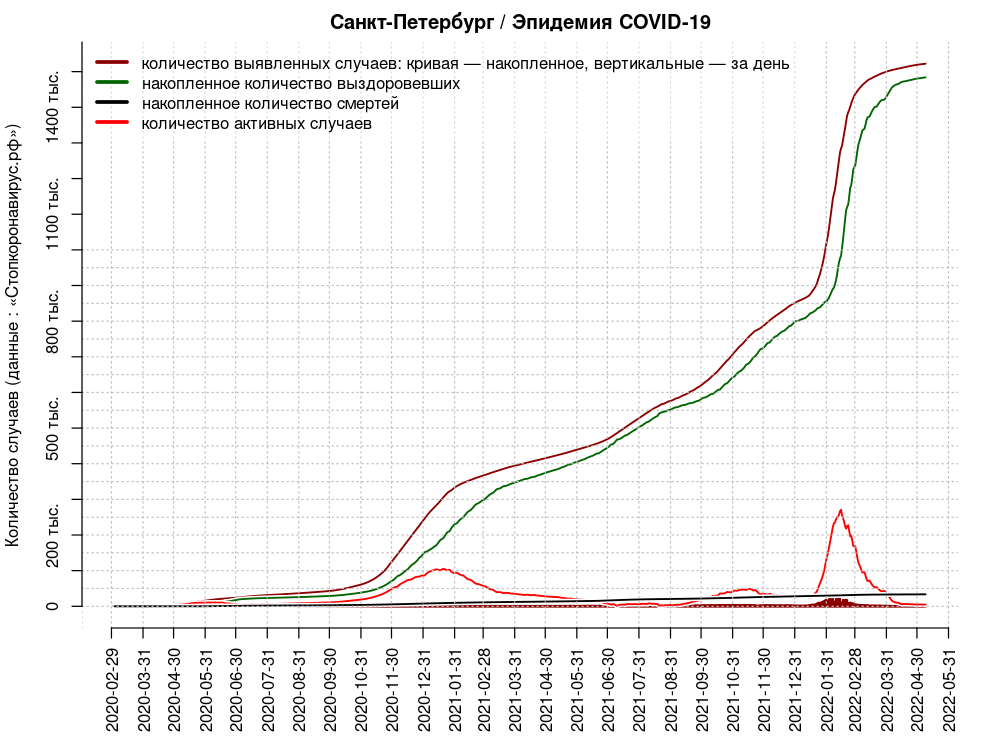 Санкт-Петербург / Эпидемия COVID-19
количество выявленных случаев: кривая — накопленное, вертикальные — за день
накопленное количество выздоровевших
накопленное количество смертей
количество активных случаев
Количество случаев (данные : «Стопкоронавирус.рф»)
1400 тыс.
1100 тыс.
800 тыс.
500 тыс.
200 тыс.
0
2020-02-29
2020-03-31
2020-04-30
2020-05-31
2020-06-30
2020-07-31
2020-08-31
2020-09-30
2020-10-31
2020-11-30
2020-12-31
2021-01-31
2021-02-28
2021-03-31
2021-04-30
2021-05-31
2021-06-30
2021-07-31
2021-08-31
2021-09-30
2021-10-31
2021-11-30
2021-12-31
2022-01-31
2022-02-28
2022-03-31
2022-04-30
2022-05-31